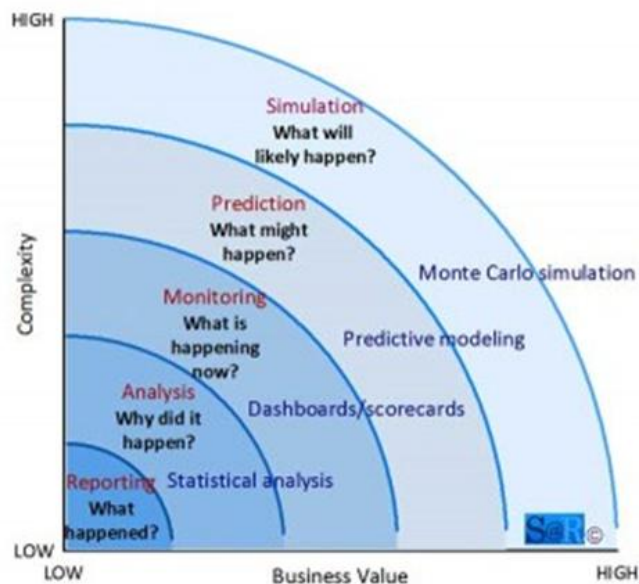 HIGH
Simulation
What will
likely happen?
Prediction
What might
happen?
Monte Carlo simulation
Monitoring
What is
happening
now?
Predictive modeling
Analysis
Why did it
happen?
Dashboards/scorecards
Reporting
What
happened?
Statistical analysis
Complexity
S@R ©
LOW
LOW
Business Value
HIGH